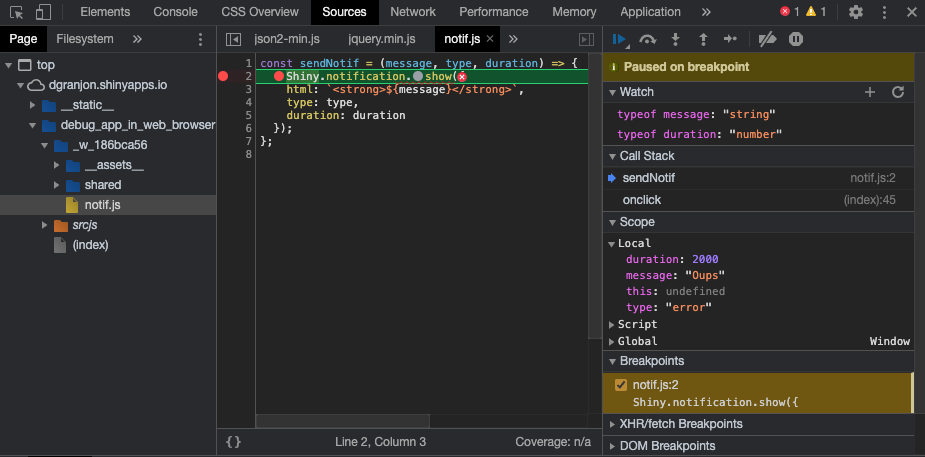 Elements Console CSS Overview Sources Network Performance Memory Application » 1 1
Page Filesystem »
top
dgranjon.shinyapps.io
__static__
debug_app_in_web_browser
_w_186bca56
__assets__
shared
notif.js
srcjs
(index)
json2-min.js jquery.min.js notif.js × »
1 const sendNotif = (message, type, duration) => {
2 Shiny.notification.show(
3 html: `<strong>${message}</strong>`,
4 type: type,
5 duration: duration
6 });
7 };
8
{} Line 2, Column 3 Coverage: n/a
Paused on breakpoint
Watch
typeof message: "string"
typeof duration: "number"
Call Stack
sendNotif notif.js:2
onclick (index):45
Scope
Local
duration: 2000
message: "Oups"
this: undefined
type: "error"
Script
Global Window
Breakpoints
notif.js:2
Shiny.notification.show({
XHR/fetch Breakpoints
DOM Breakpoints